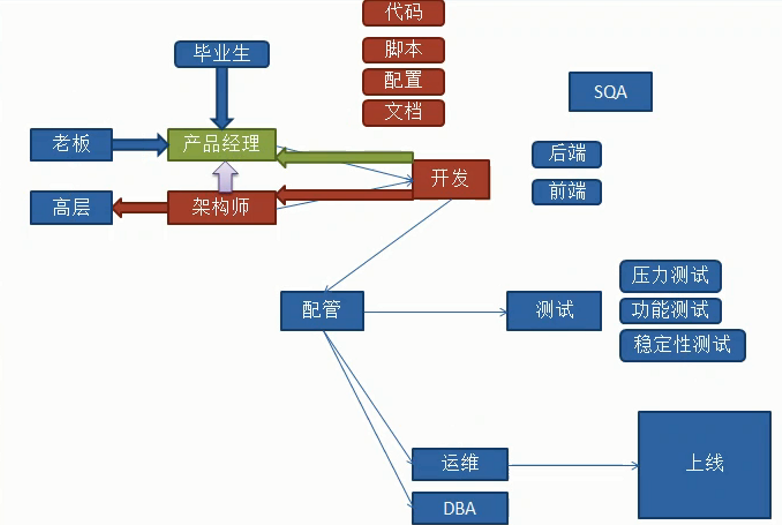 代码
毕业生
脚本
配置
SQA
文档
老板
产品经理
后端
开发
高层
架构师
前端
压力测试
配管
测试
功能测试
稳定性测试
运维
上线
DBA